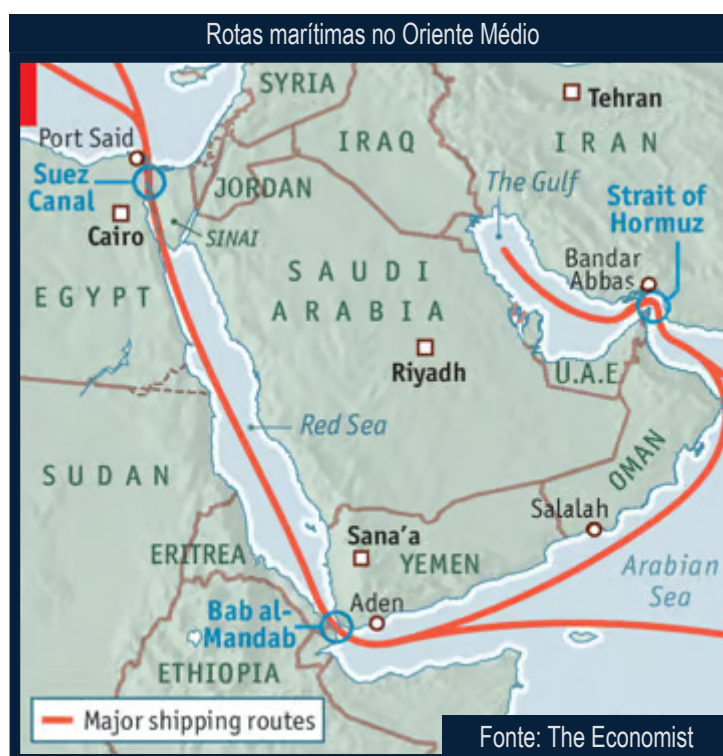 Rotas marítimas no Oriente Médio
SYRIA
Tehran
Port Said
IRAQ
IRAN
Suez
Canal
JORDAN
The Gulf
Strait of
Hormuz
Cairo
SINAI
Bandar
Abbas
SAUDI
EGYPT
ARABIA
Riyadh
U.A.E
Red Sea
OMAN
SUDAN
Salalah
Sana'a
ERITREA
YEMEN
Arabian
Sea
Bab al-
Mandab
Aden
ETHIOPIA
Major shipping routes
Fonte: The Economist